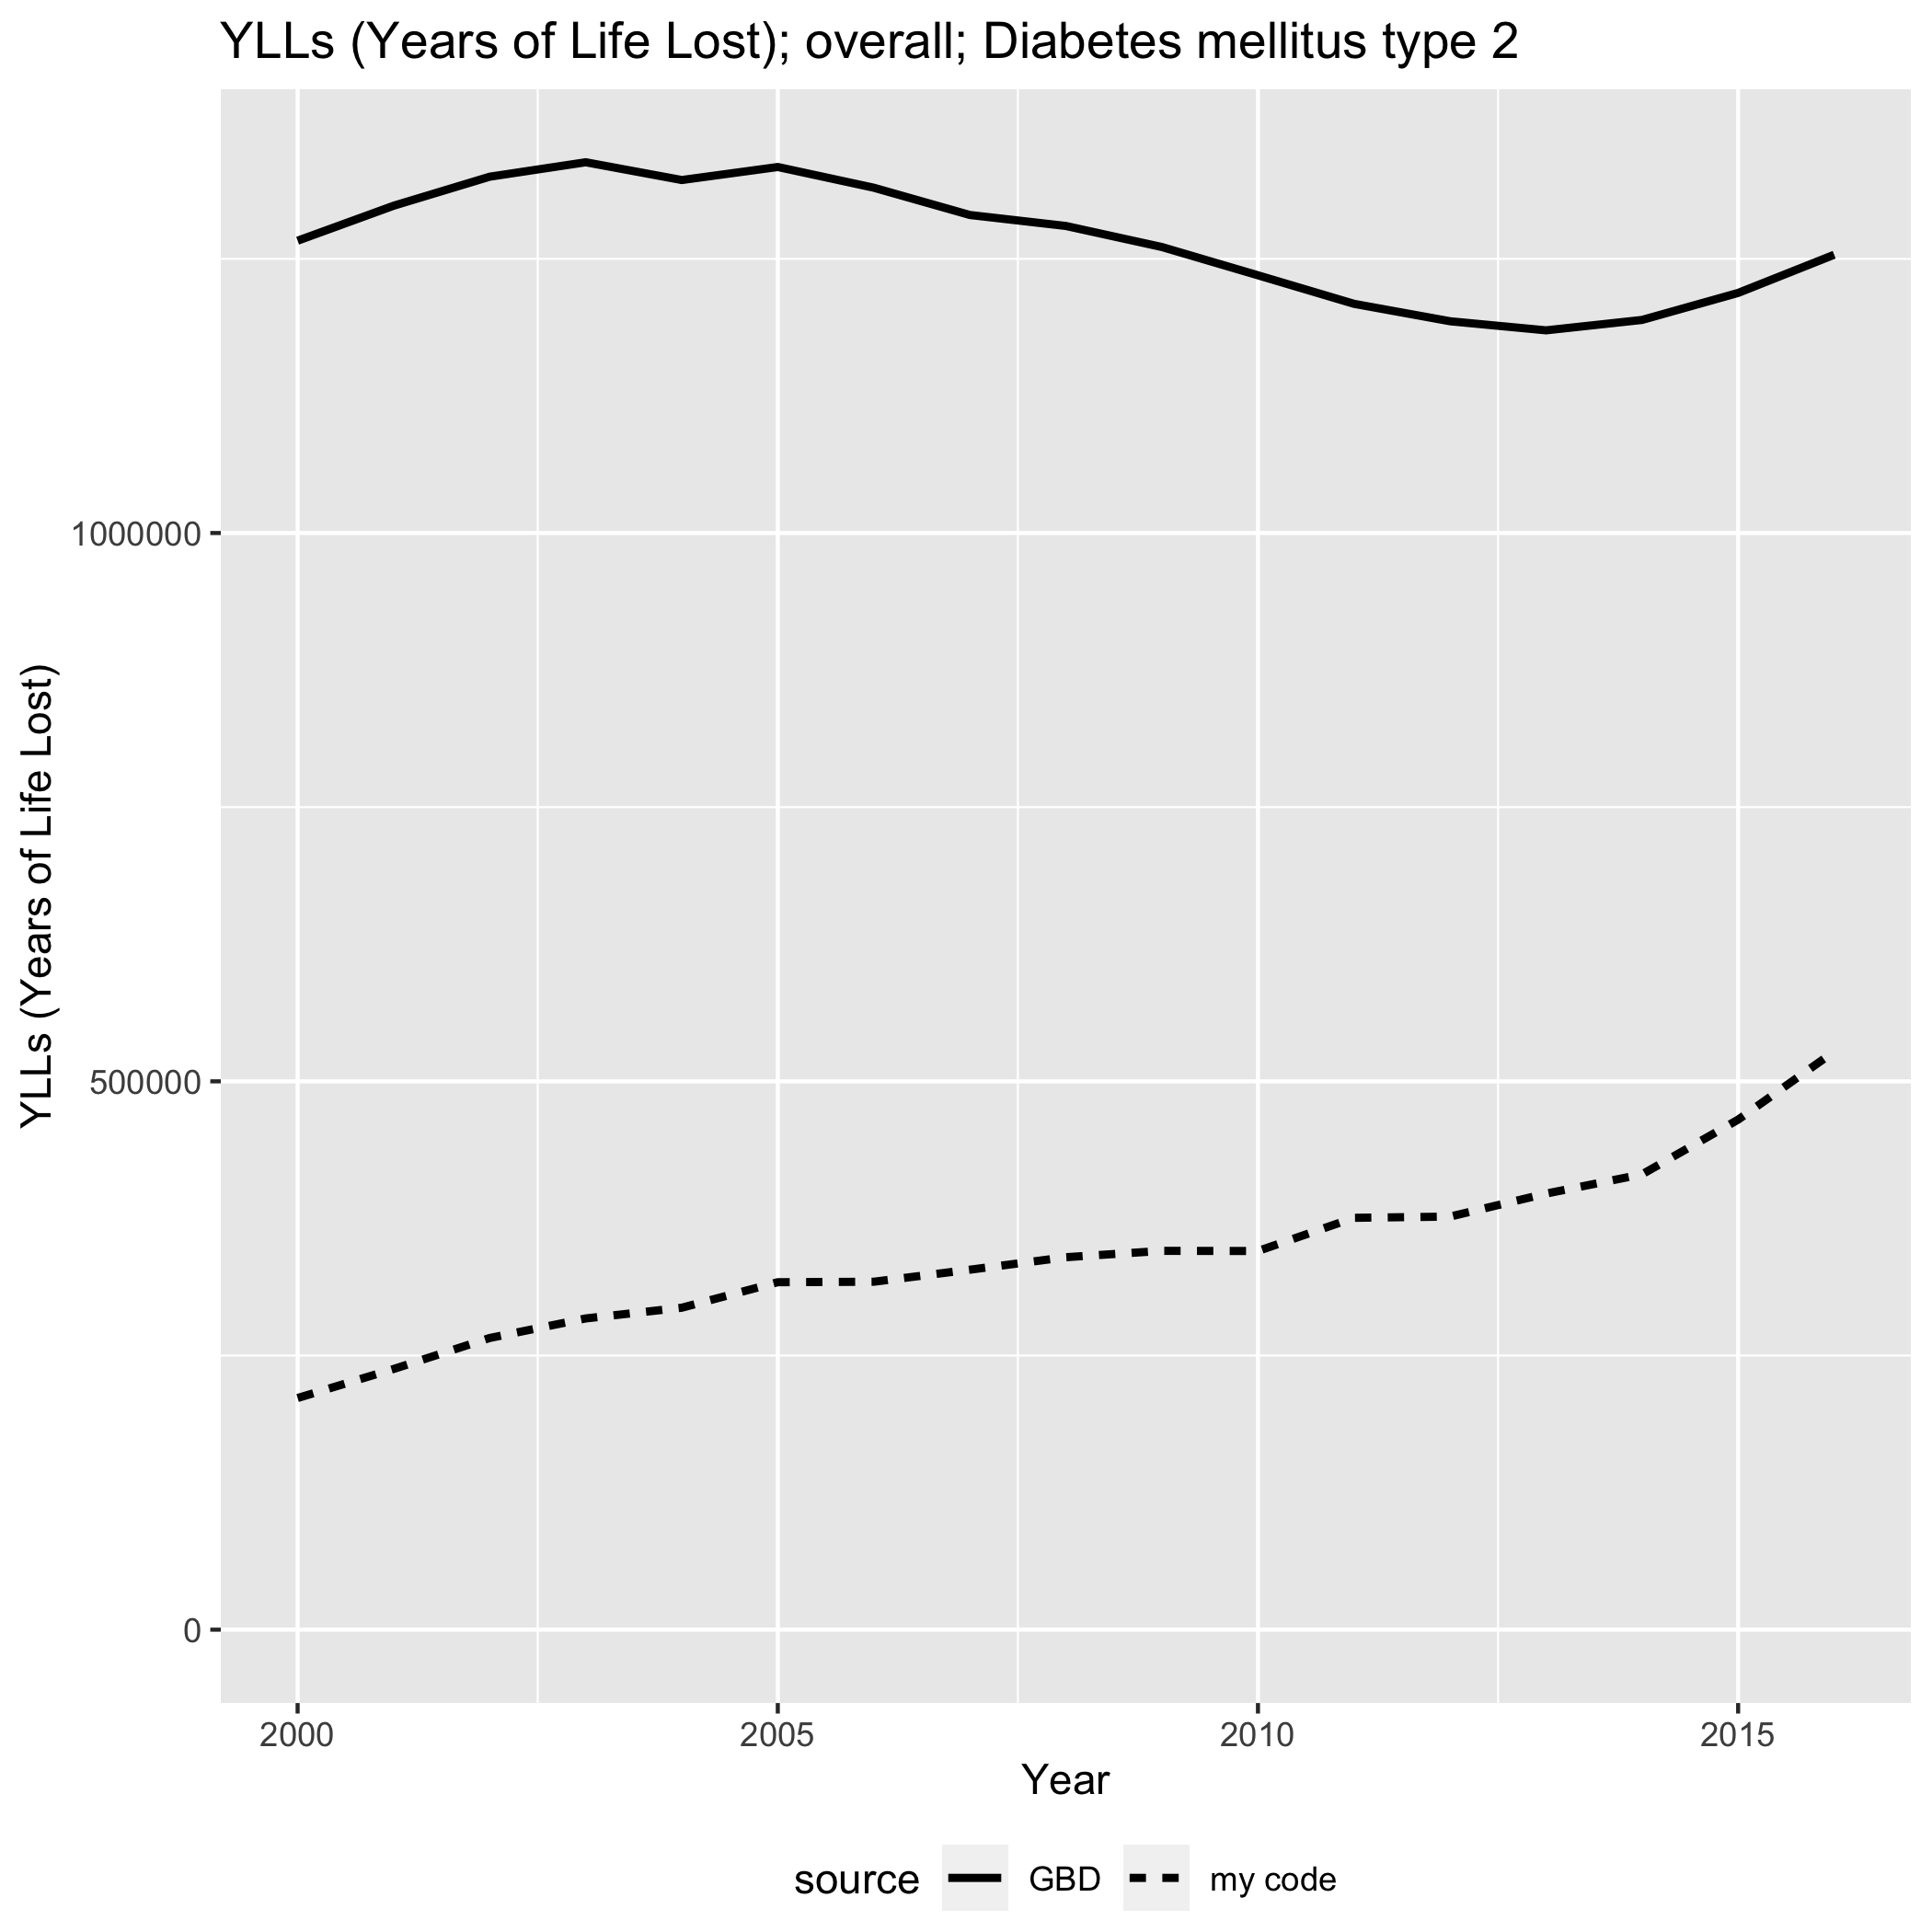 YLLs (Years of Life Lost); overall; Diabetes mellitus type 2
YLLs (Years of Life Lost)
1000000
500000
0
2000 2005 2010 2015
Year
source GBD my code